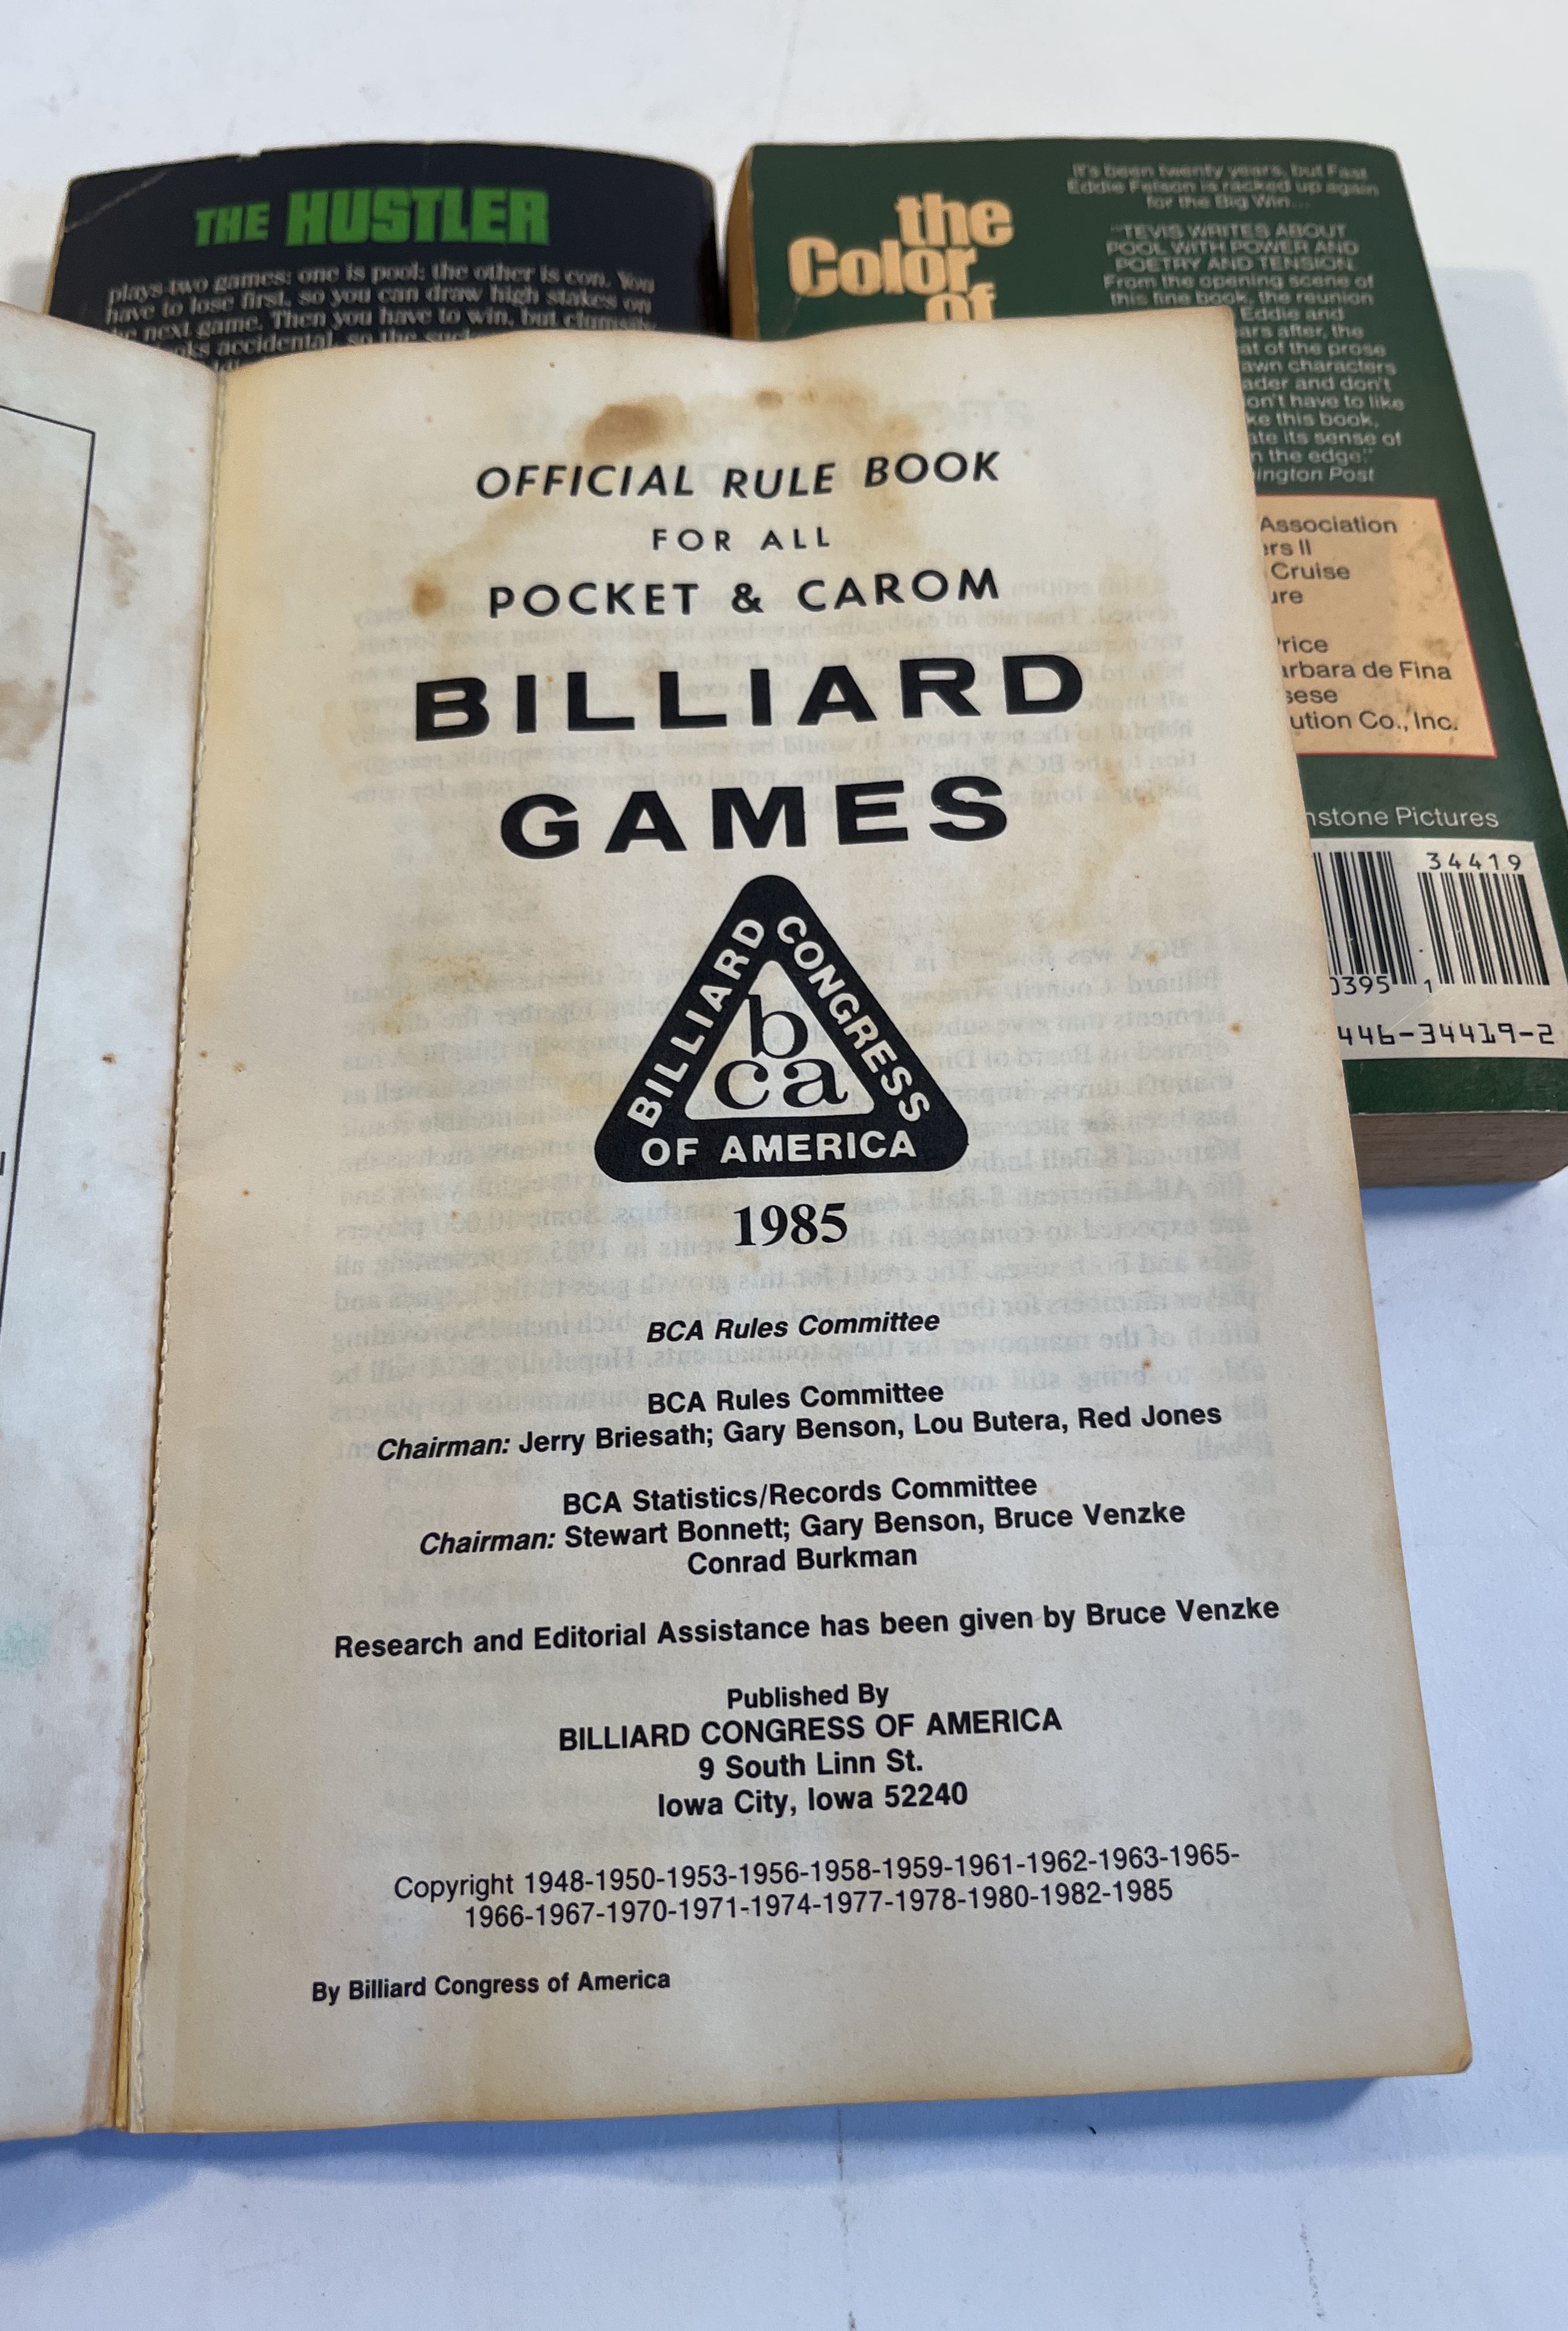 THE HUSTLER
plays two games: one is pool; the other is con. You
have to lose first, so you can draw high stakes on
next game. Then you have to win, but clumsily,
accidental, so the
the
Color
of
It's been twenty years, but Fast
Eddie Felson is racked up again
for the Big Win...
"TEVIS WRITES ABOUT
POOL WITH POWER AND
POETRY AND TENSION.
From the opening scene of
this fine book, the reunion
Eddie and
ars after, the
at of the prose
awn characters
ader and don't
on't have to like
ke this book,
ate its sense of
n the edge."
ington Post
Association
ers II
Cruise
ure
Price
arbara de Fina
sese
ution Co., Inc.
hstone Pictures
34419
0395 1
446-34419-2
OFFICIAL RULE BOOK
FOR ALL
POCKET & CAROM
BILLIARD
GAMES
BILLIARD CONGRESS
OF AMERICA
b
ca
1985
BCA Rules Committee
BCA Rules Committee
Chairman: Jerry Briesath; Gary Benson, Lou Butera, Red Jones
BCA Statistics/Records Committee
Chairman: Stewart Bonnett; Gary Benson, Bruce Venzke
Conrad Burkman
Research and Editorial Assistance has been given by Bruce Venzke
Published By
BILLIARD CONGRESS OF AMERICA
9 South Linn St.
Iowa City, Iowa 52240
Copyright 1948-1950-1953-1956-1958-1959-1961-1962-1963-1965-
1966-1967-1970-1971-1974-1977-1978-1980-1982-1985
By Billiard Congress of America